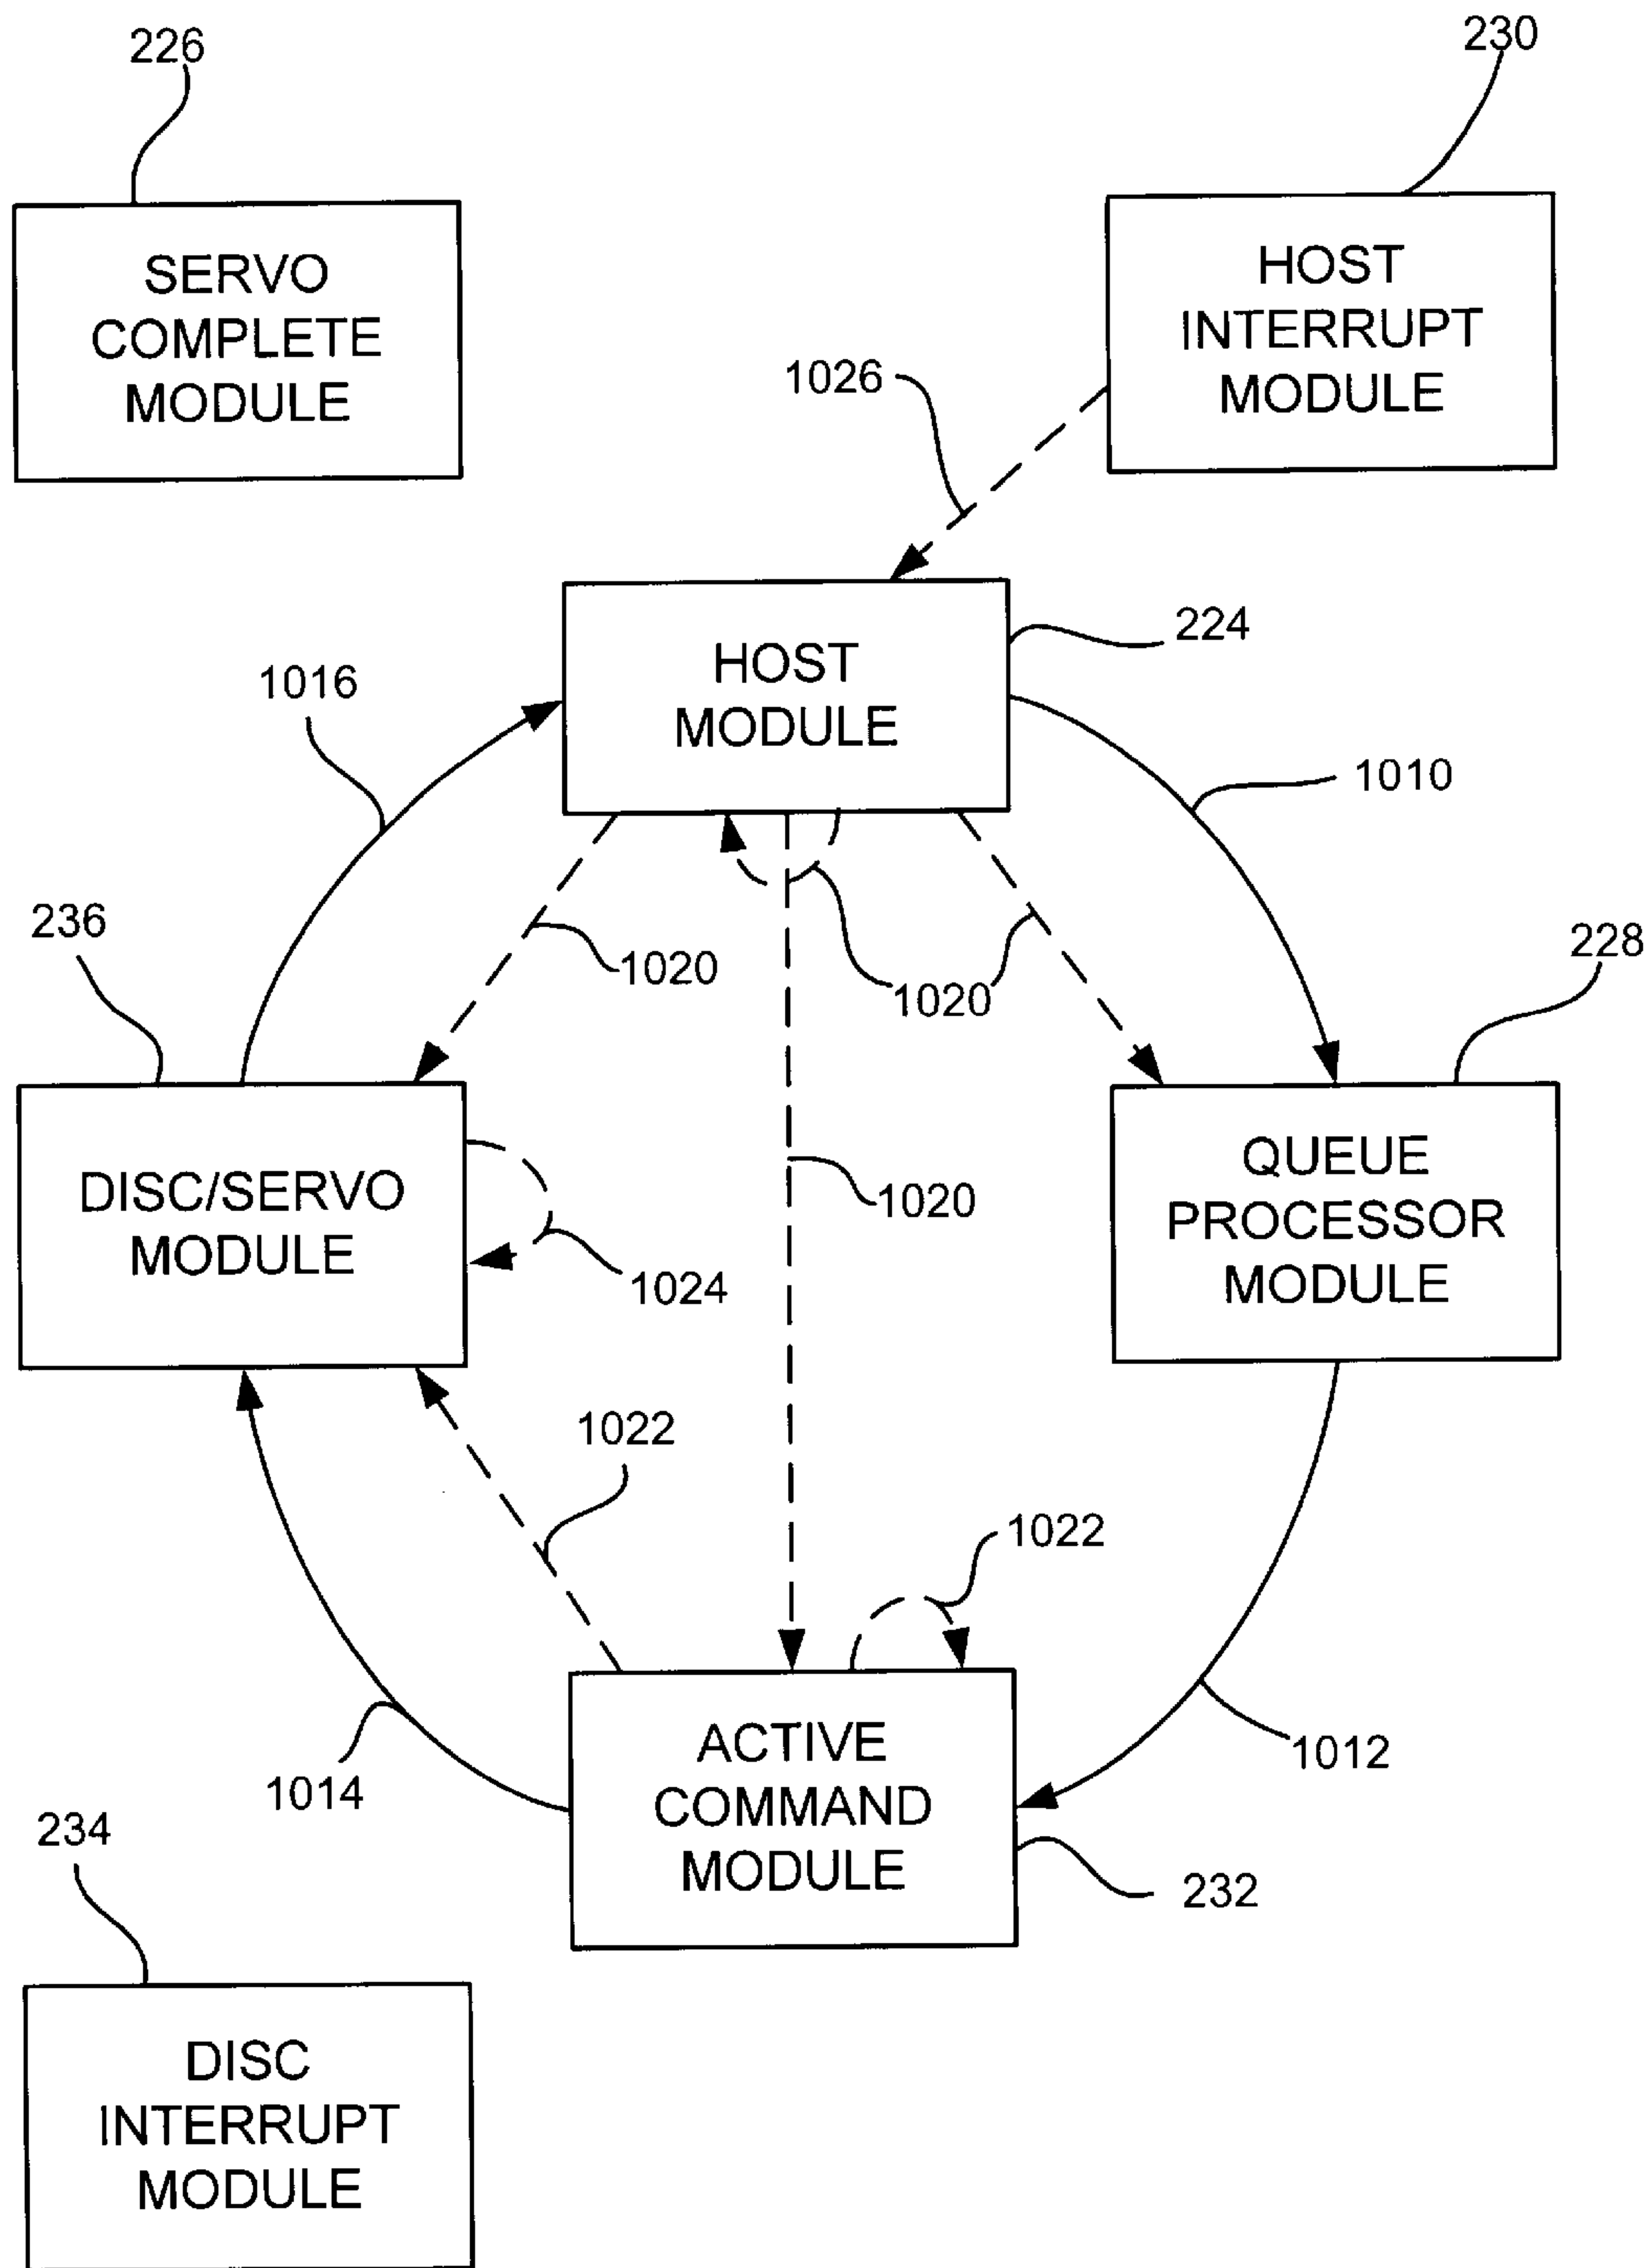 226
230
SERVO
COMPLETE
MODULE
HOST
INTERRUPT
MODULE
1026
224
HOST
MODULE
1016
1010
236
1020
1020
228
DISC/SERVO
MODULE
1024
1020
QUEUE
PROCESSOR
MODULE
1022
1022
1014
ACTIVE
COMMAND
MODULE
1012
232
234
DISC
INTERRUPT
MODULE